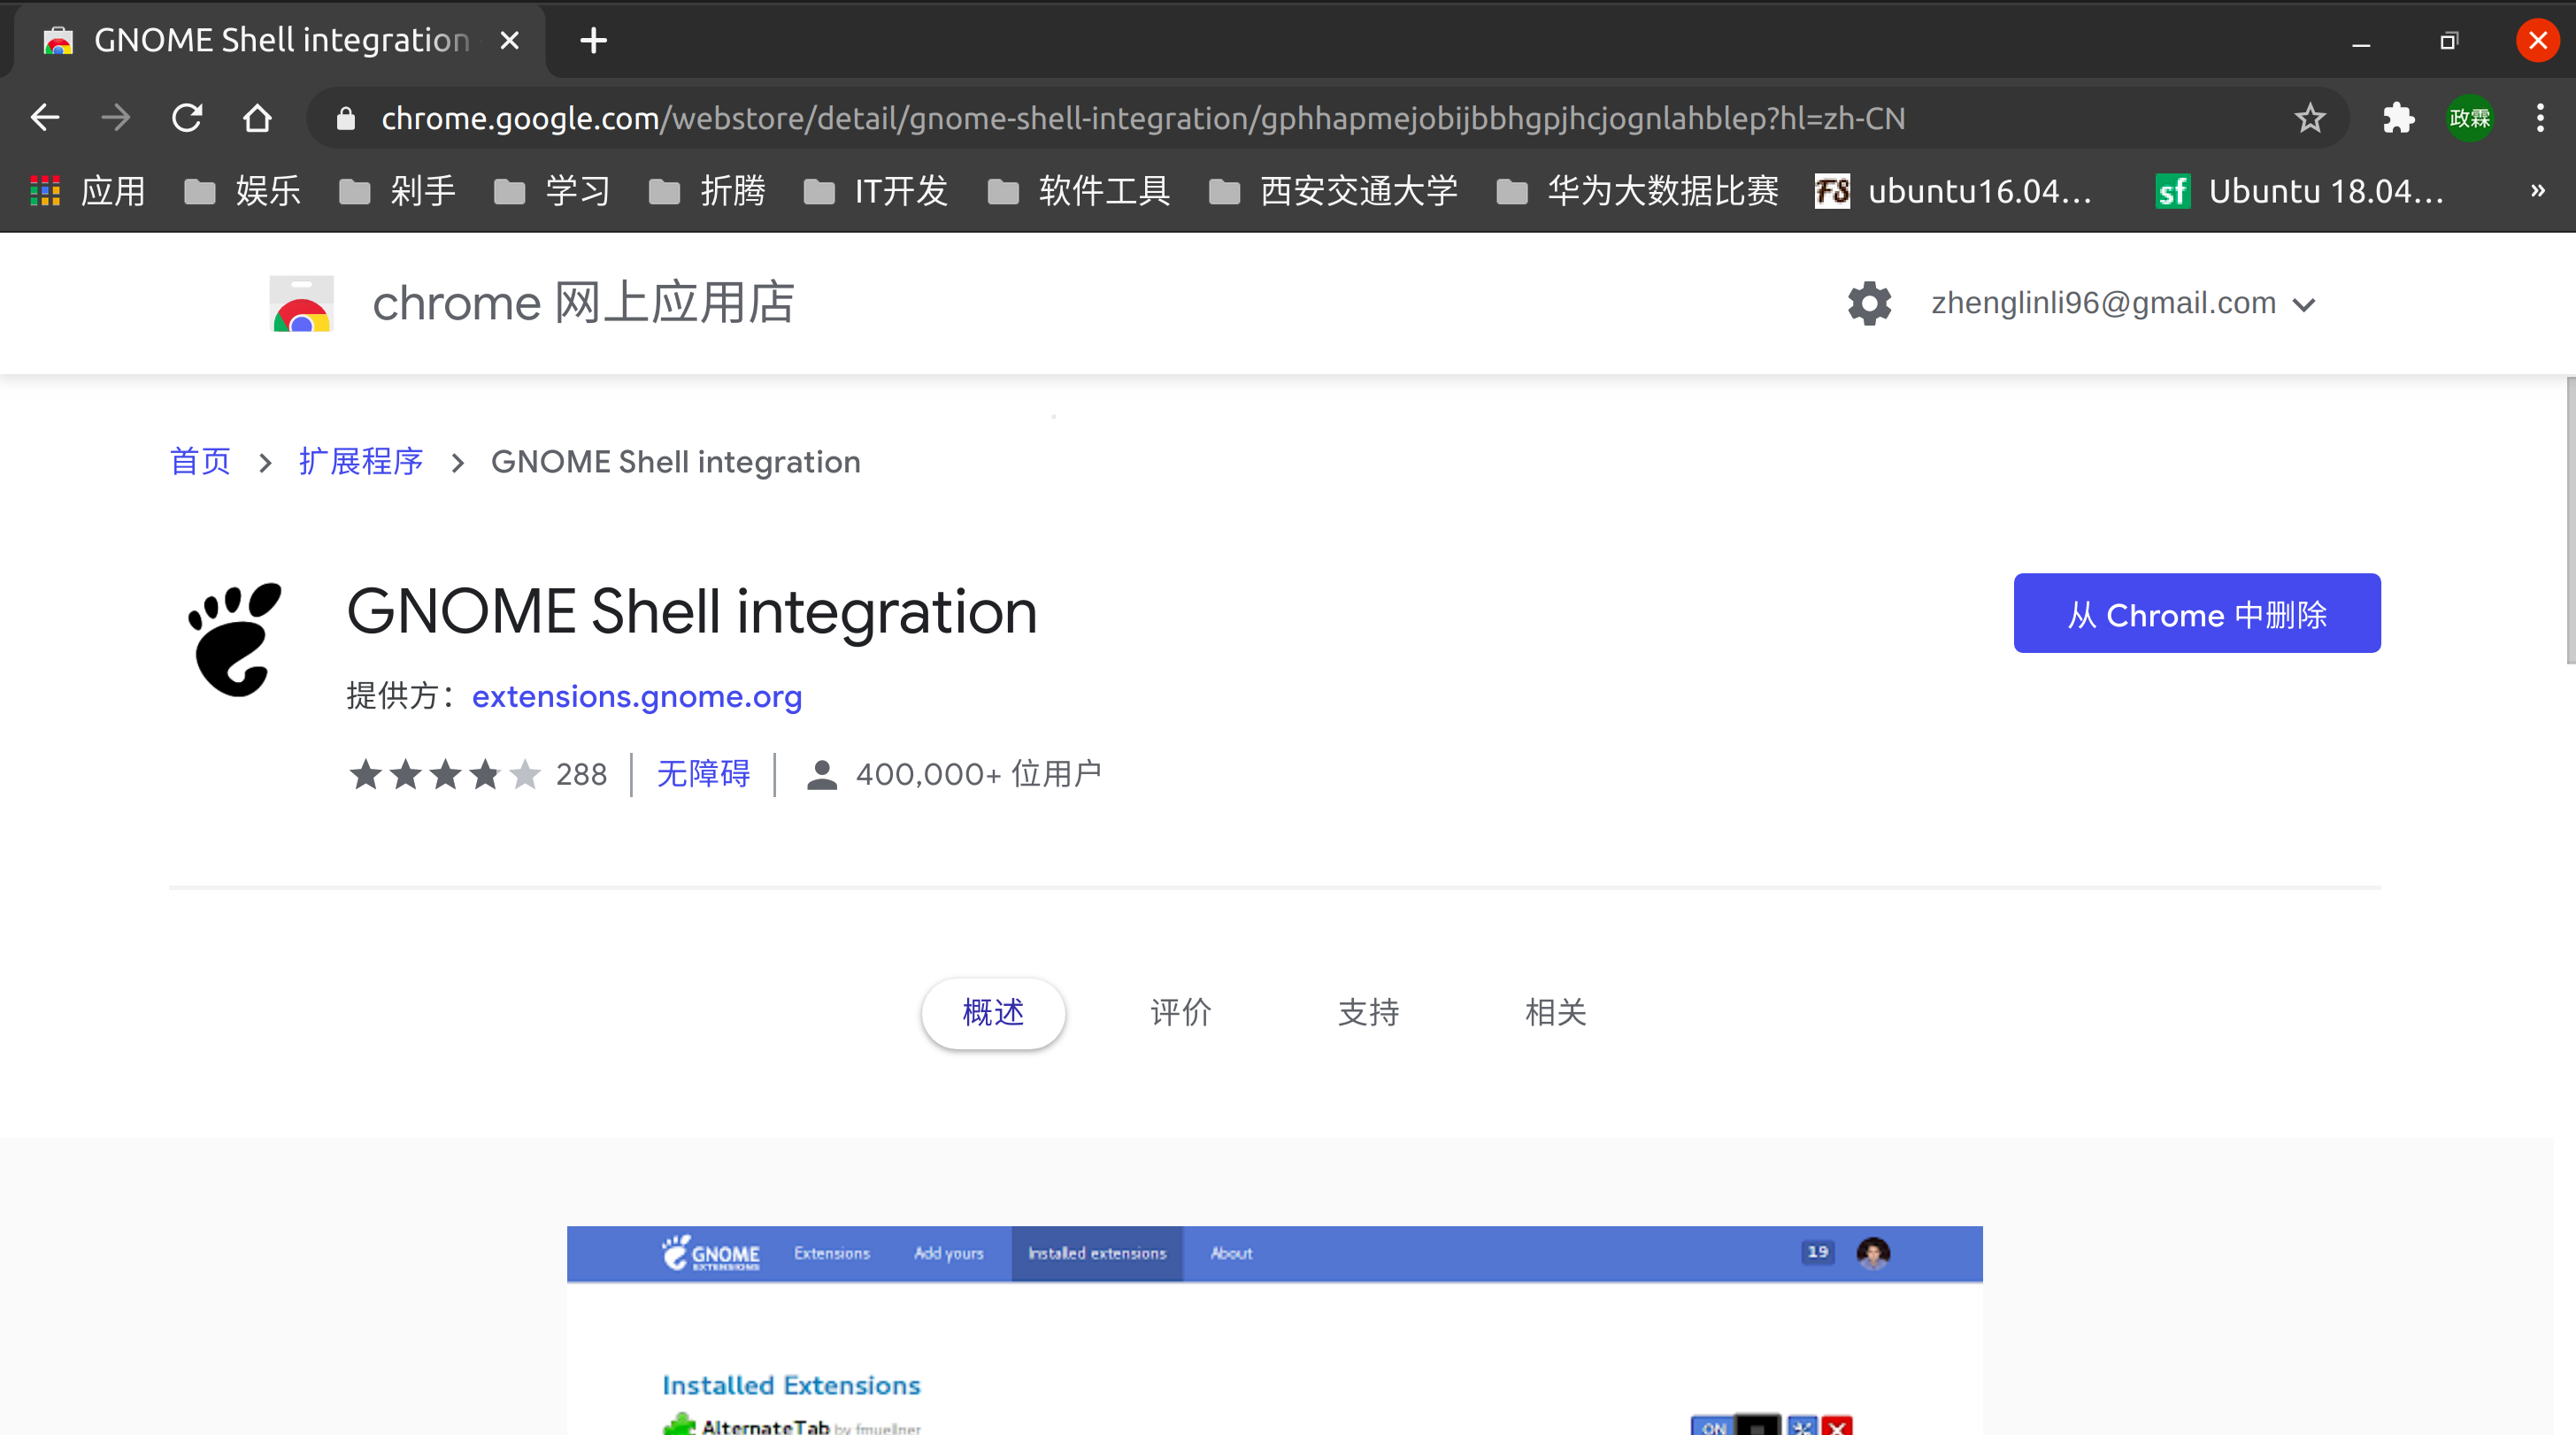 GNOME Shell integration
chrome.google.com/webstore/detail/gnome-shell-integration/gphhapmejobijbbhgpjhcjognlahblep?hl=zh-CN
政霖
应用 娱乐 剁手 学习 折腾 IT开发 软件工具 西安交通大学 华为大数据比赛 F8 ubuntu16.04... sf Ubuntu 18.04... »
chrome 网上应用店
zhenglinli96@gmail.com
首页 > 扩展程序 > GNOME Shell integration
GNOME Shell integration
从 Chrome 中删除
提供方：extensions.gnome.org
288 | 无障碍 | 400,000+ 位用户
概述 评价 支持 相关
GNOME EXTENSIONS Extensions Add yours Installed extensions About 19
Installed Extensions
AlternateTab by fmuellner ON